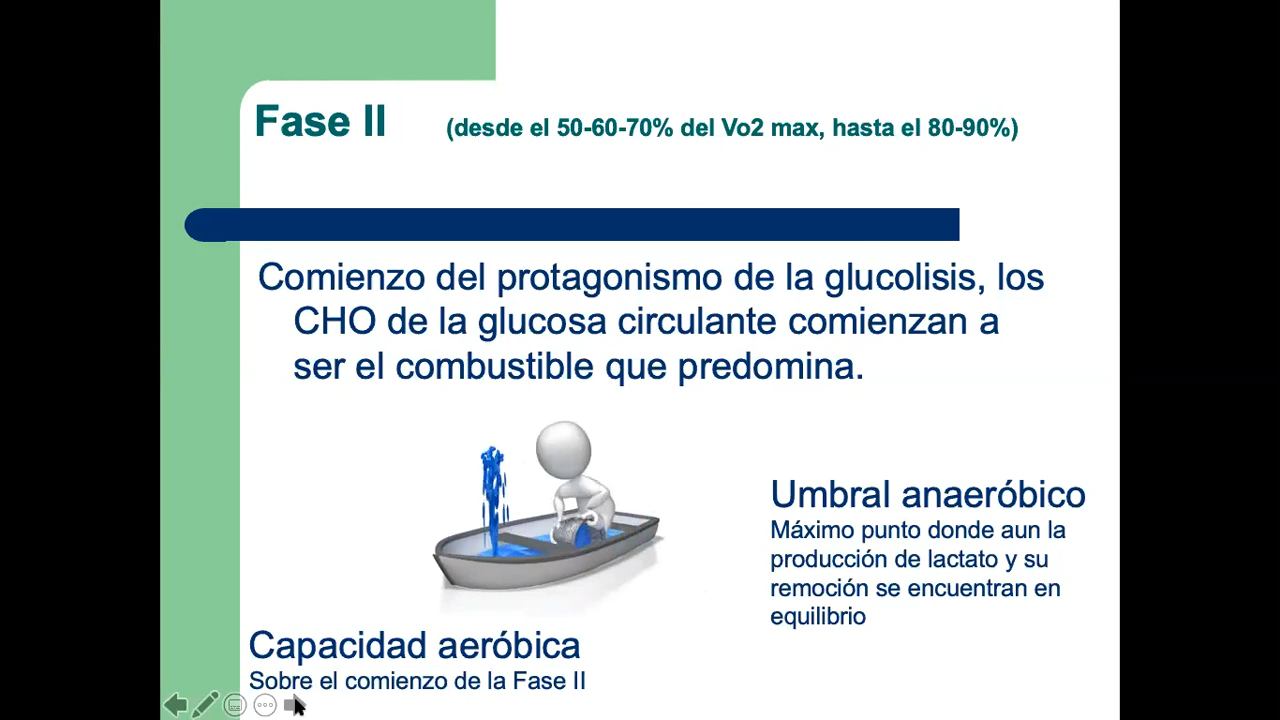 Fase II (desde el 50-60-70% del Vo2 max, hasta el 80-90%)
Comienzo del protagonismo de la glucolisis, los
CHO de la glucosa circulante comienzan a
ser el combustible que predomina.
Umbral anaeróbico
Máximo punto donde aun la
producción de lactato y su
remoción se encuentran en
equilibrio
Capacidad aeróbica
Sobre el comienzo de la Fase II